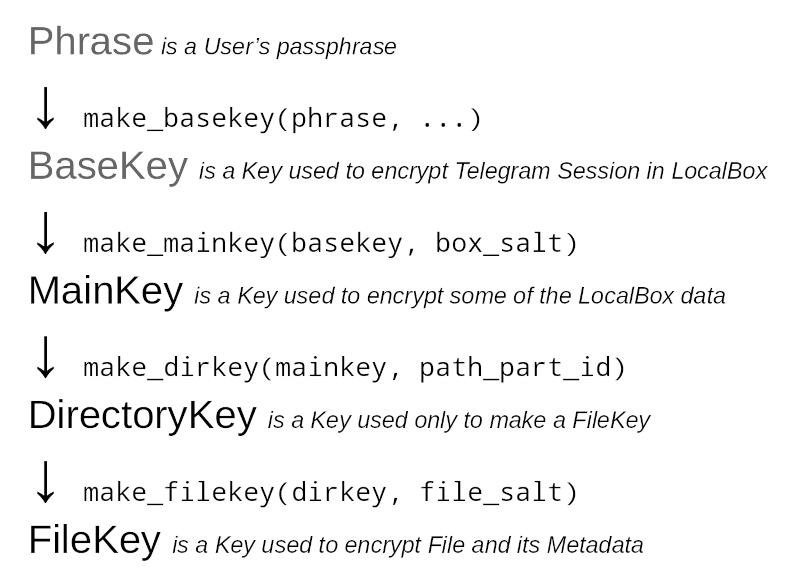 Phrase is a User’s passphrase
↓ make_basekey(phrase, ...)
BaseKey is a Key used to encrypt Telegram Session in LocalBox
↓ make_mainkey(basekey, box_salt)
MainKey is a Key used to encrypt some of the LocalBox data
↓ make_dirkey(mainkey, path_part_id)
DirectoryKey is a Key used only to make a FileKey
↓ make_filekey(dirkey, file_salt)
FileKey is a Key used to encrypt File and its Metadata